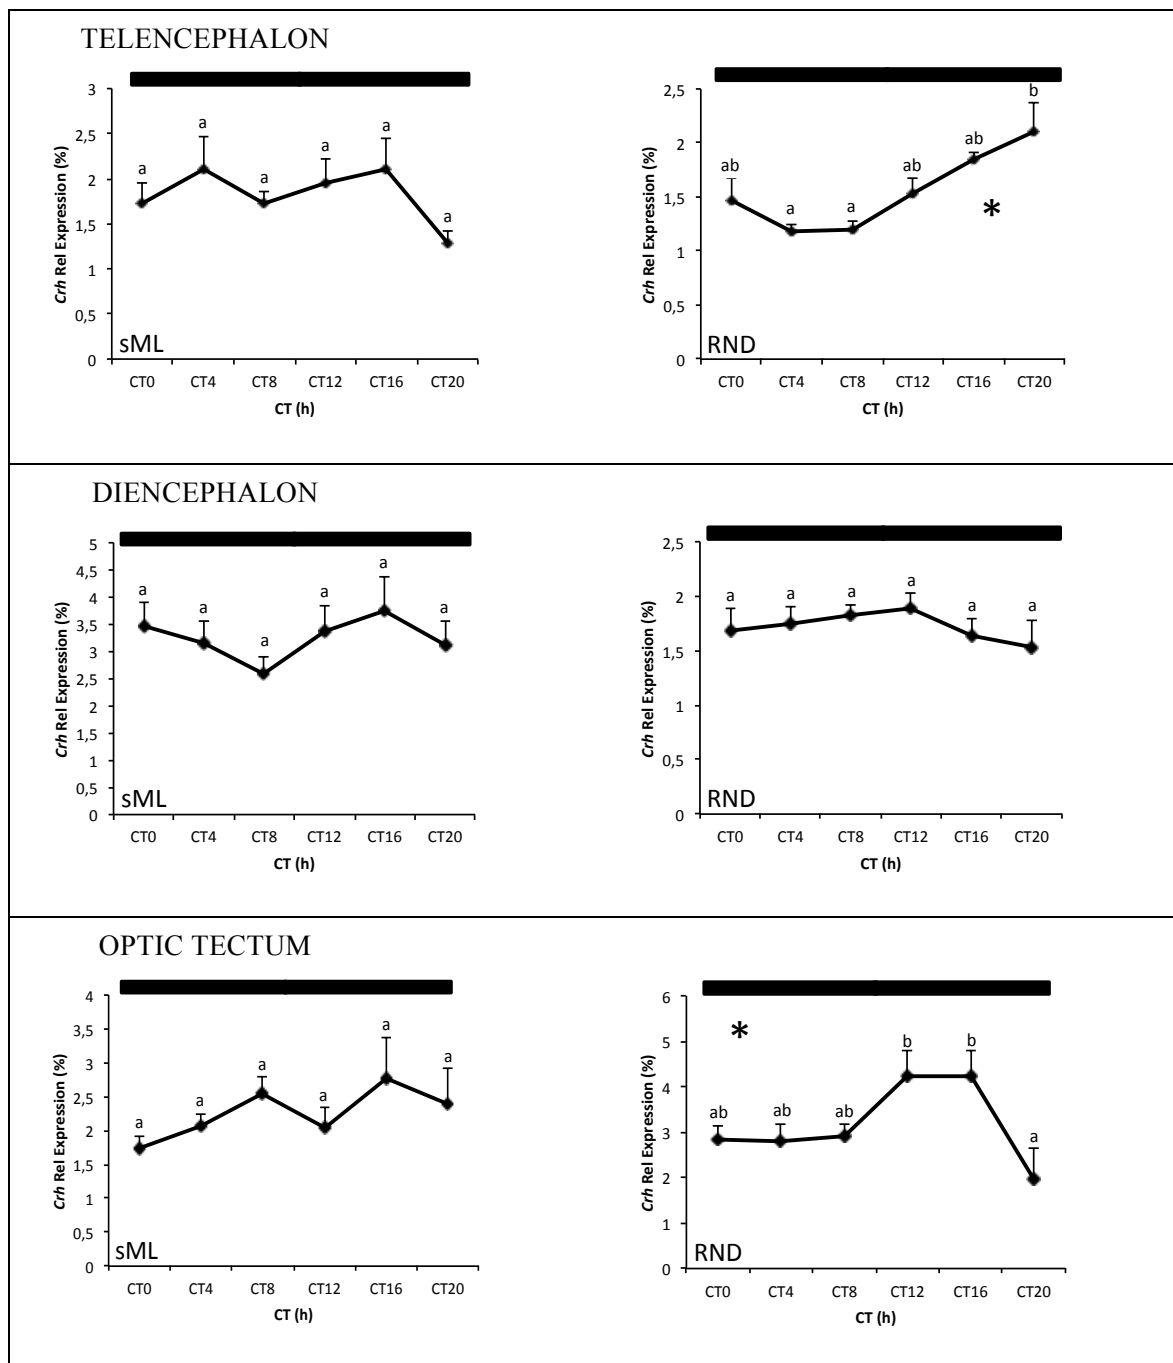 TELENCEPHALON
Crh Rel Expression (%)
3
2,5
2
1,5
1
0,5
0
a
a
a
a
a
a
sML
CT0 CT4 CT8 CT12 CT16 CT20
CT (h)
Crh Rel Expression (%)
2,5
2
1,5
1
0,5
0
ab
a
a
ab
ab
b
*
RND
CT0 CT4 CT8 CT12 CT16 CT20
CT (h)
DIENCEPHALON
Crh Rel Expression (%)
5
4,5
4
3,5
3
2,5
2
1,5
1
0,5
0
a
a
a
a
a
a
sML
CT0 CT4 CT8 CT12 CT16 CT20
CT (h)
Crh Rel Expression (%)
2,5
2
1,5
1
0,5
0
a
a
a
a
a
a
RND
CT0 CT4 CT8 CT12 CT16 CT20
CT (h)
OPTIC TECTUM
Crh Rel Expression (%)
4
3,5
3
2,5
2
1,5
1
0,5
0
a
a
a
a
a
a
sML
CT0 CT4 CT8 CT12 CT16 CT20
CT (h)
Crh Rel Expression (%)
6
5
4
3
2
1
0
*
ab
ab
ab
b
b
a
RND
CT0 CT4 CT8 CT12 CT16 CT20
CT (h)